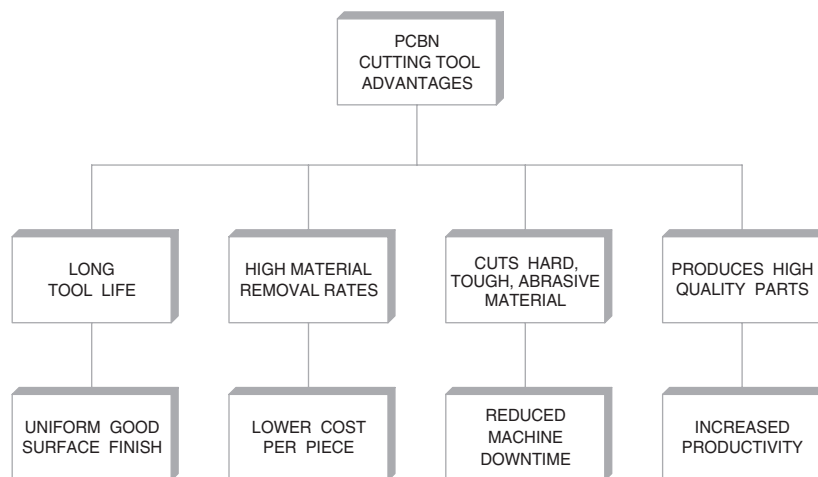 PCBN
CUTTING TOOL
ADVANTAGES
LONG
TOOL LIFE
HIGH MATERIAL
REMOVAL RATES
CUTS HARD,
TOUGH, ABRASIVE
MATERIAL
PRODUCES HIGH
QUALITY PARTS
UNIFORM GOOD
SURFACE FINISH
LOWER COST
PER PIECE
REDUCED
MACHINE
DOWNTIME
INCREASED
PRODUCTIVITY